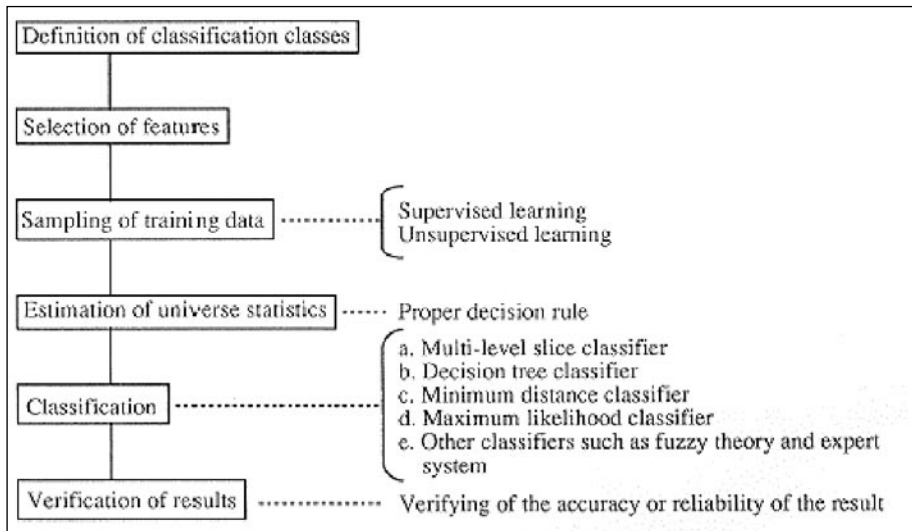 Definition of classification classes
Selection of features
Sampling of training data
Supervised learning
Unsupervised learning
Estimation of universe statistics
Proper decision rule
Classification
a. Multi-level slice classifier
b. Decision tree classifier
c. Minimum distance classifier
d. Maximum likelihood classifier
e. Other classifiers such as fuzzy theory and expert
system
Verification of results
Verifying of the accuracy or reliability of the result